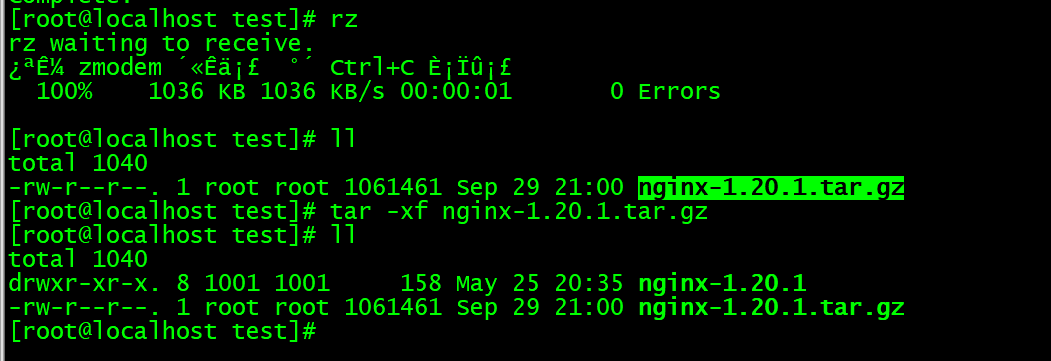 Complete!
[root@localhost test]# rz
rz waiting to receive.
¿ªÊ¼ zmodem ´«Êä¡£ °´ Ctrl+C È¡Ïû¡£
100% 1036 KB 1036 KB/s 00:00:01 0 Errors
[root@localhost test]# ll
total 1040
-rw-r--r--. 1 root root 1061461 Sep 29 21:00 nginx-1.20.1.tar.gz
[root@localhost test]# tar -xf nginx-1.20.1.tar.gz
[root@localhost test]# ll
total 1040
drwxr-xr-x. 8 1001 1001 158 May 25 20:35 nginx-1.20.1
-rw-r--r--. 1 root root 1061461 Sep 29 21:00 nginx-1.20.1.tar.gz
[root@localhost test]#